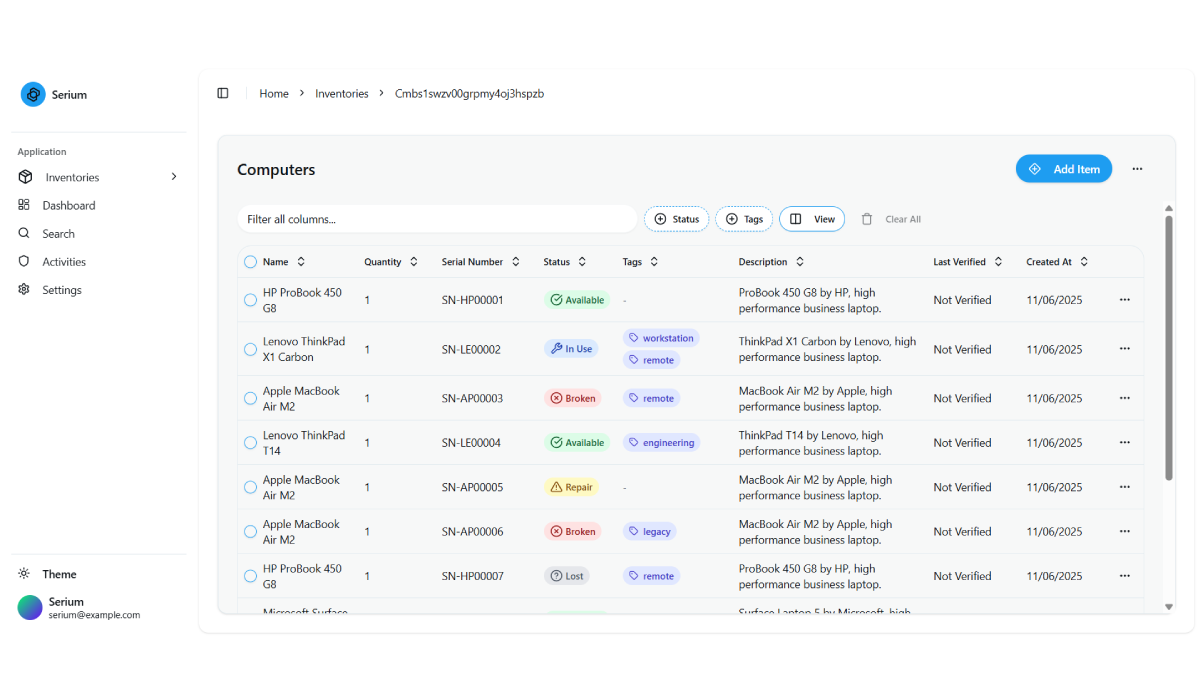 Serium
Home
Inventories
Cmbs1swzv00grpmy4oj3hspzb
Application
Inventories
Dashboard
Search
Activities
Settings
Computers
Add Item
Filter all columns...
Status
Tags
View
Clear All
Name Quantity Serial Number Status Tags Description Last Verified Created At
HP ProBook 450
G8
1
SN-HP00001
Available
-
ProBook 450 G8 by HP, high
performance business laptop.
Not Verified
11/06/2025
Lenovo ThinkPad
X1 Carbon
1
SN-LE00002
In Use
workstation
remote
ThinkPad X1 Carbon by Lenovo, high
performance business laptop.
Not Verified
11/06/2025
Apple MacBook
Air M2
1
SN-AP00003
Broken
remote
MacBook Air M2 by Apple, high
performance business laptop.
Not Verified
11/06/2025
Lenovo ThinkPad
T14
1
SN-LE00004
Available
engineering
ThinkPad T14 by Lenovo, high
performance business laptop.
Not Verified
11/06/2025
Apple MacBook
Air M2
1
SN-AP00005
Repair
-
MacBook Air M2 by Apple, high
performance business laptop.
Not Verified
11/06/2025
Apple MacBook
Air M2
1
SN-AP00006
Broken
legacy
MacBook Air M2 by Apple, high
performance business laptop.
Not Verified
11/06/2025
HP ProBook 450
G8
1
SN-HP00007
Lost
remote
ProBook 450 G8 by HP, high
performance business laptop.
Not Verified
11/06/2025
Microsoft Surface
Surface Laptop 5 by Microsoft, high
Theme
Serium
serium@example.com